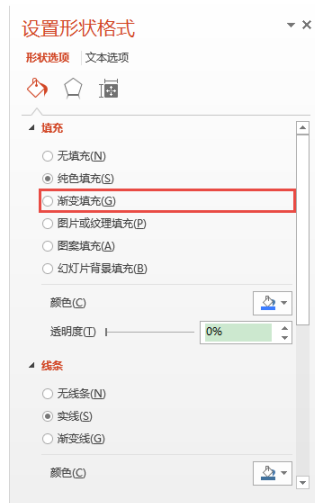 设置形状格式
形状选项 文本选项
填充
无填充(N)
纯色填充(S)
渐变填充(G)
图片或纹理填充(P)
图案填充(A)
幻灯片背景填充(B)
颜色(C)
透明度(T) 0%
线条
无线条(N)
实线(S)
渐变线(G)
颜色(C)